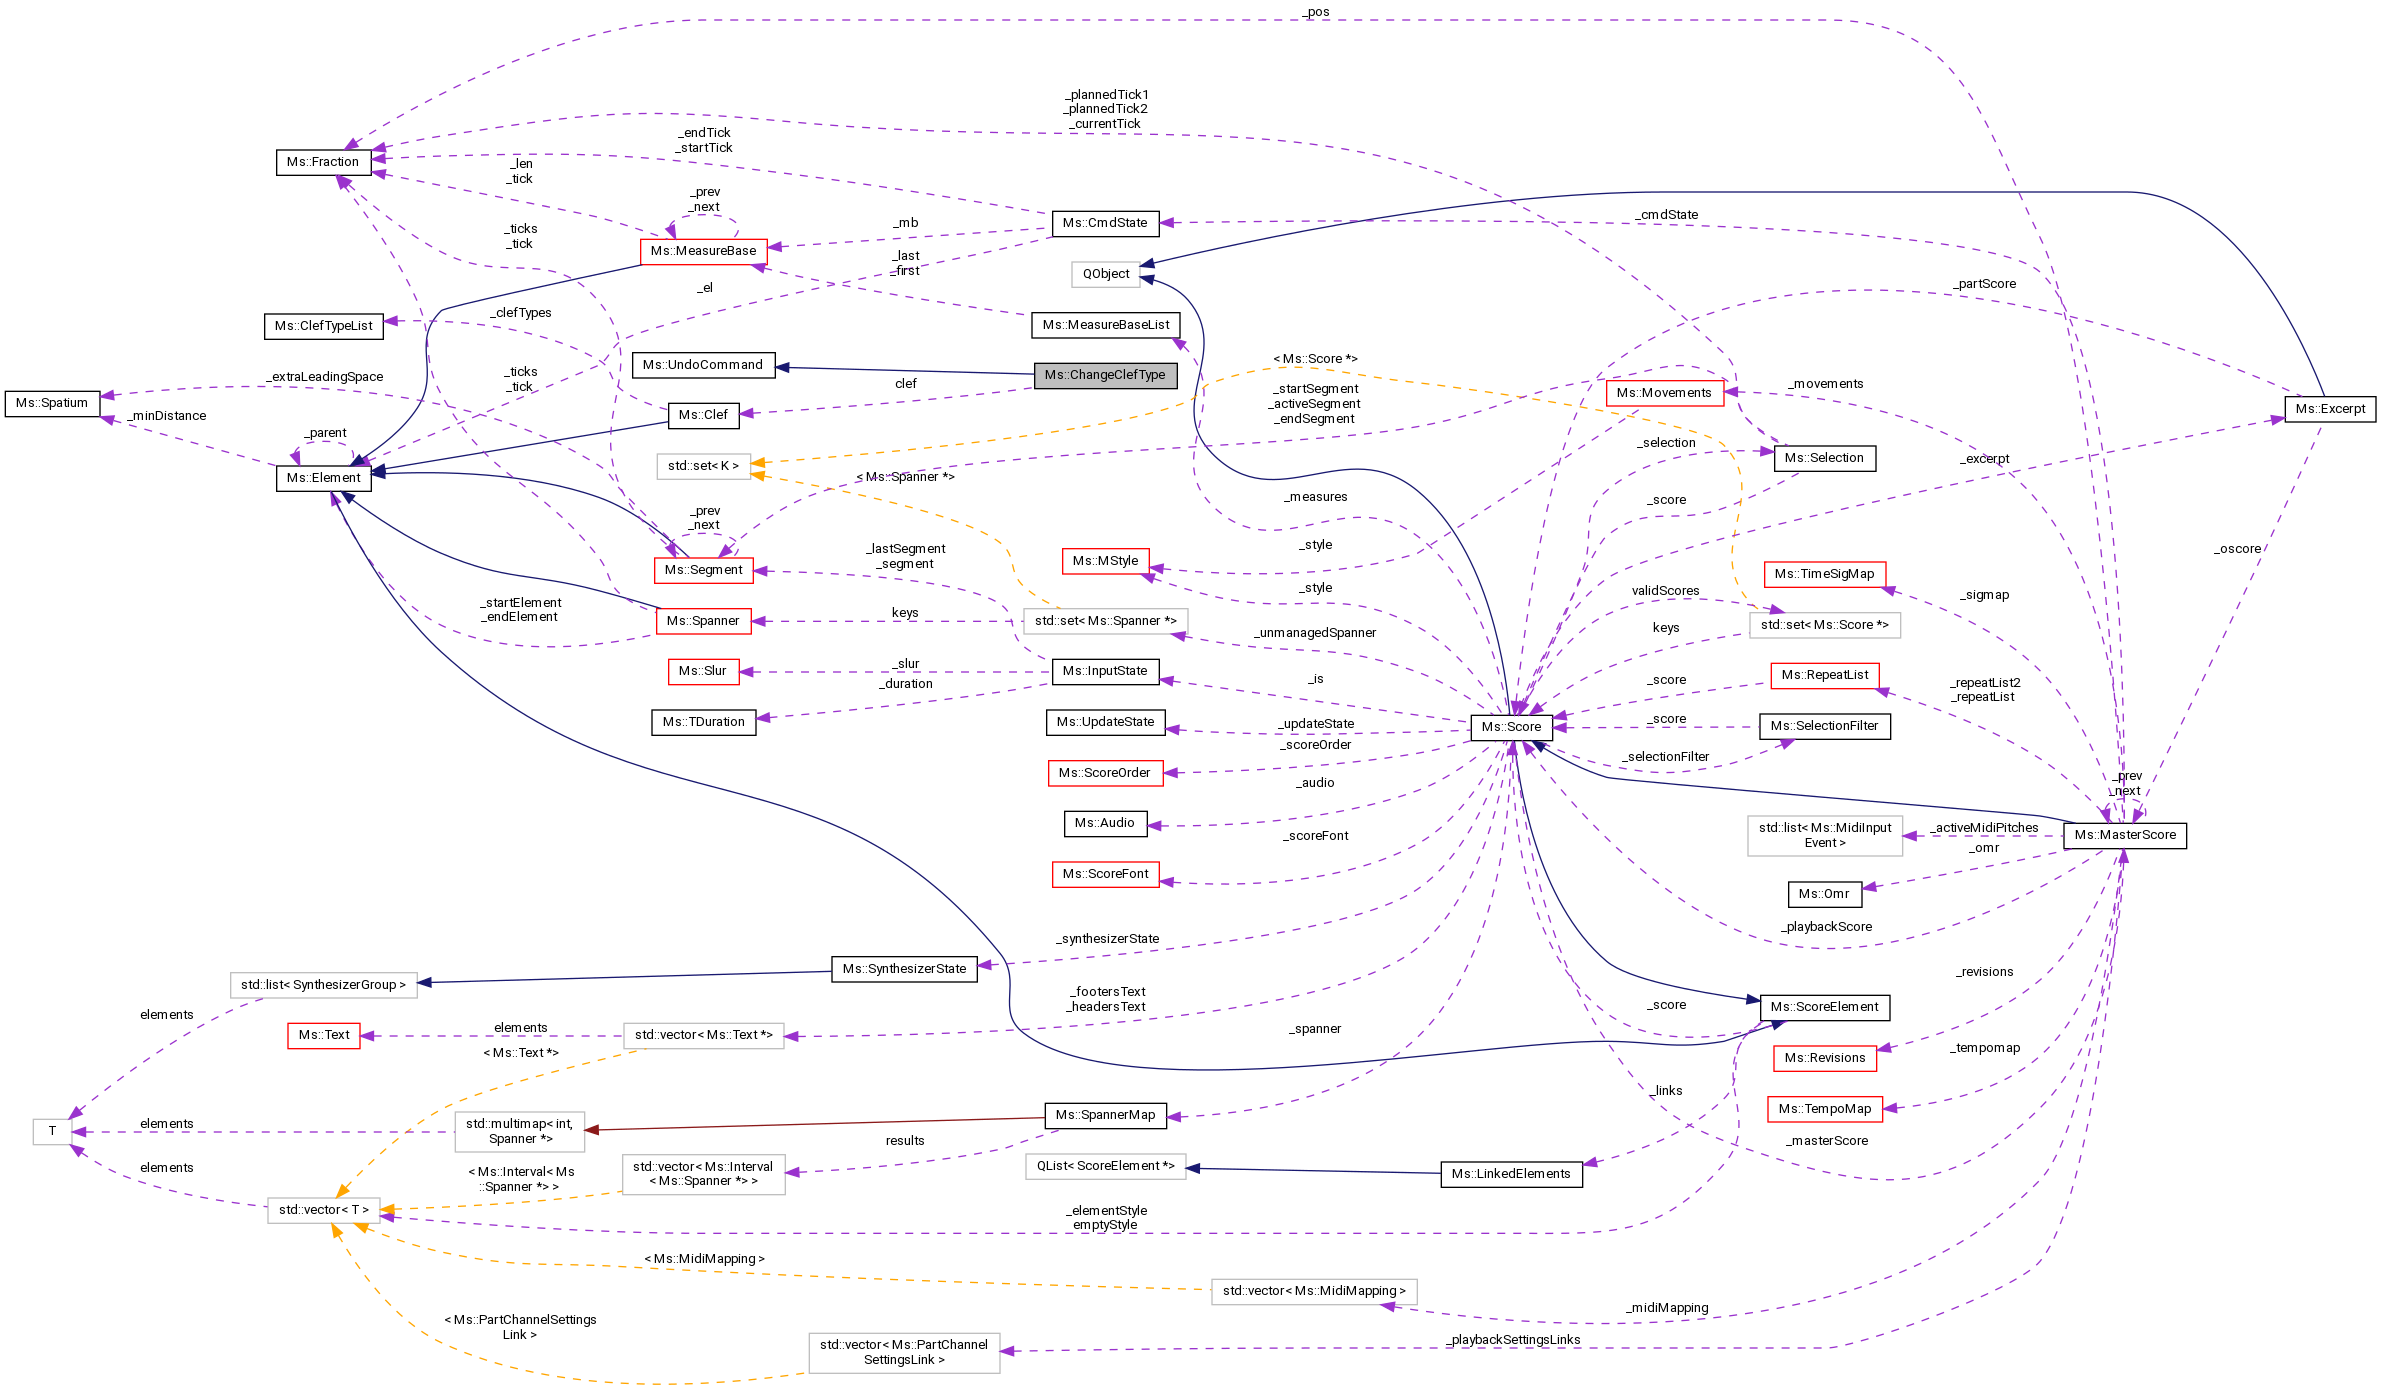 _pos
_plannedTick1
_plannedTick2
_currentTick
_endTick
_startTick
Ms::Fraction
_len
_tick
_prev
_next
_mb
Ms::CmdState
_cmdState
_ticks
_tick
Ms::MeasureBase
_last
_first
QObject
_el
_partScore
Ms::ClefTypeList
_clefTypes
Ms::MeasureBaseList
Ms::UndoCommand
< Ms::Score *>
Ms::ChangeClefType
_extraLeadingSpace
_ticks
_tick
clef
_startSegment
_activeSegment
_endSegment
Ms::Movements
_movements
Ms::Spatium
_minDistance
Ms::Clef
Ms::Excerpt
_parent
_selection
Ms::Selection
_excerpt
std::set< K >
< Ms::Spanner *>
Ms::Element
_measures
_score
_prev
_next
_lastSegment
_segment
_style
_oscore
Ms::Segment
Ms::MStyle
Ms::TimeSigMap
_style
validScores
_sigmap
_startElement
_endElement
Ms::Spanner
keys
std::set< Ms::Spanner *>
_unmanagedSpanner
keys
std::set< Ms::Score *>
Ms::Slur
_slur
Ms::InputState
_is
_score
Ms::RepeatList
_repeatList2
_repeatList
_duration
Ms::TDuration
Ms::UpdateState
_updateState
Ms::Score
_score
Ms::SelectionFilter
_scoreOrder
_selectionFilter
Ms::ScoreOrder
_audio
_prev
_next
Ms::Audio
std::list< Ms::MidiInput
Event >
_activeMidiPitches
Ms::MasterScore
_scoreFont
_omr
Ms::ScoreFont
Ms::Omr
_playbackScore
_synthesizerState
Ms::SynthesizerState
std::list< SynthesizerGroup >
_revisions
_footersText
_headersText
_score
Ms::ScoreElement
elements
Ms::Text
elements
std::vector< Ms::Text *>
_spanner
< Ms::Text *>
Ms::Revisions
_tempomap
_links
Ms::TempoMap
T
elements
std::multimap< int,
Spanner *>
Ms::SpannerMap
results
_masterScore
elements
< Ms::Interval< Ms
::Spanner *> >
std::vector< Ms::Interval
< Ms::Spanner *> >
QList< ScoreElement *>
Ms::LinkedElements
std::vector< T >
_elementStyle
emptyStyle
< Ms::MidiMapping >
std::vector< Ms::MidiMapping >
_midiMapping
< Ms::PartChannelSettings
Link >
std::vector< Ms::PartChannel
SettingsLink >
_playbackSettingsLinks